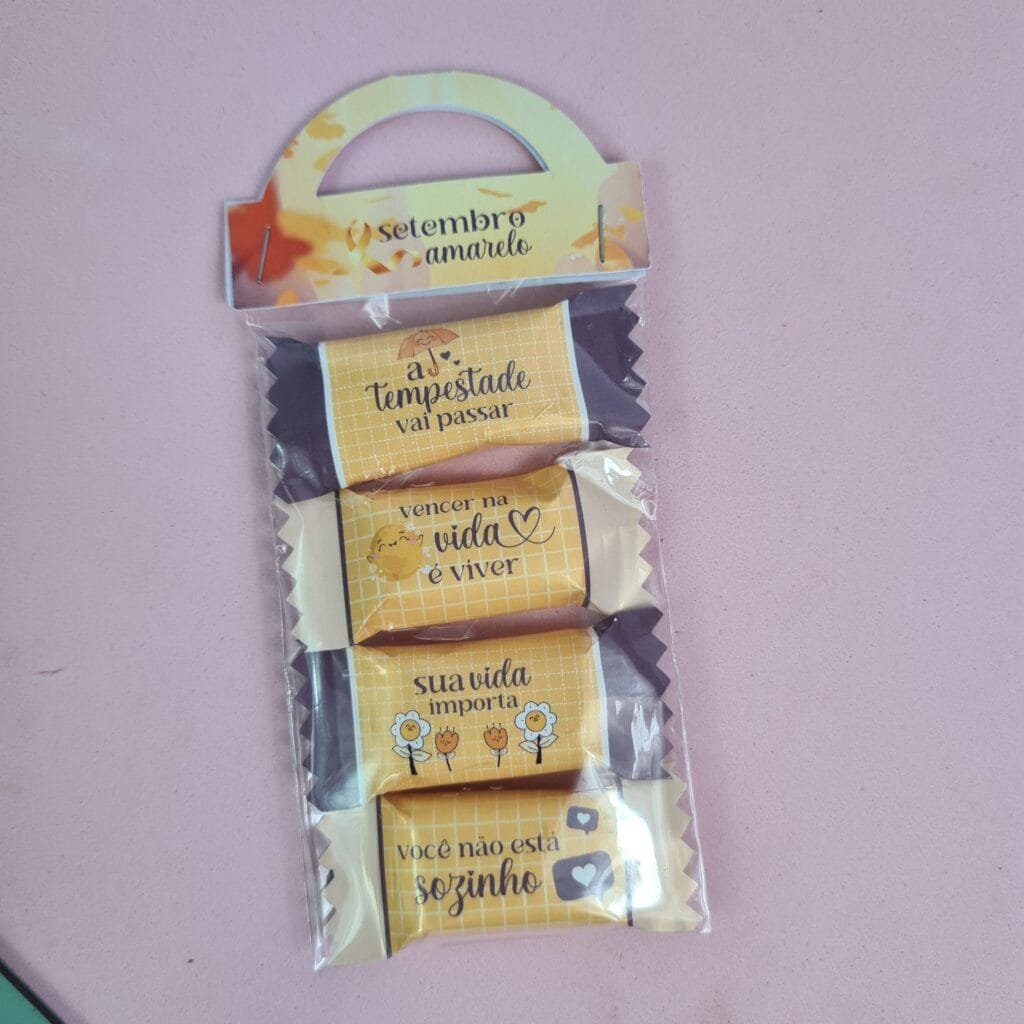 setembro
amarelo
a
tempestade
vai passar
vencer na
vida
é viver
sua vida
importa
você não está
sozinho